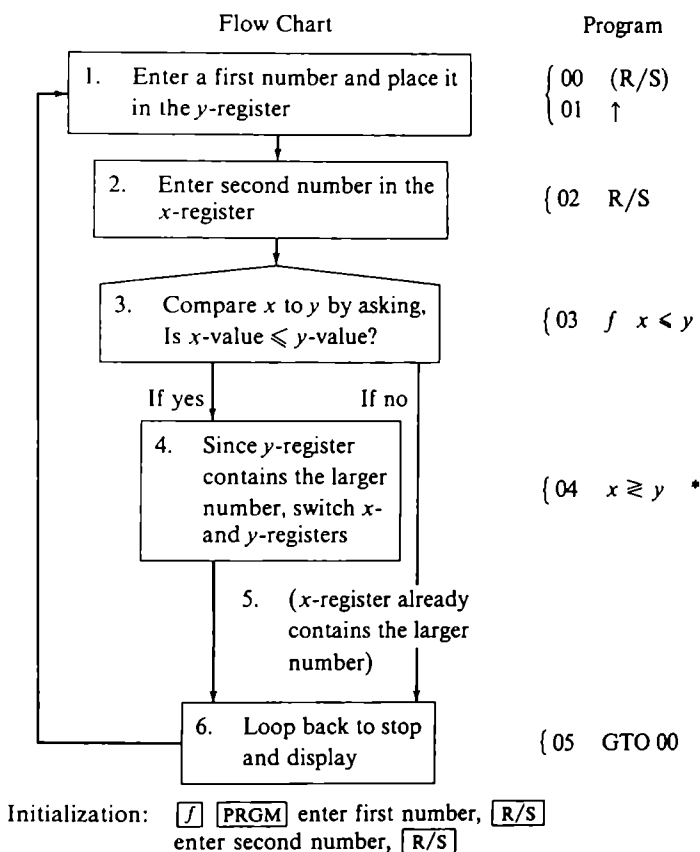 Flow Chart Program
1. Enter a first number and place it
in the y-register
{ 00 (R/S)
01 ↑
2. Enter second number in the
x-register
{ 02 R/S
3. Compare x to y by asking,
Is x-value ⩽ y-value?
{ 03 f x ⩽ y
If yes If no
4. Since y-register
contains the larger
number, switch x-
and y-registers
{ 04 x ≷ y *
5. (x-register already
contains the larger
number)
6. Loop back to stop
and display
{ 05 GTO 00
Initialization: f PRGM enter first number, R/S
enter second number, R/S